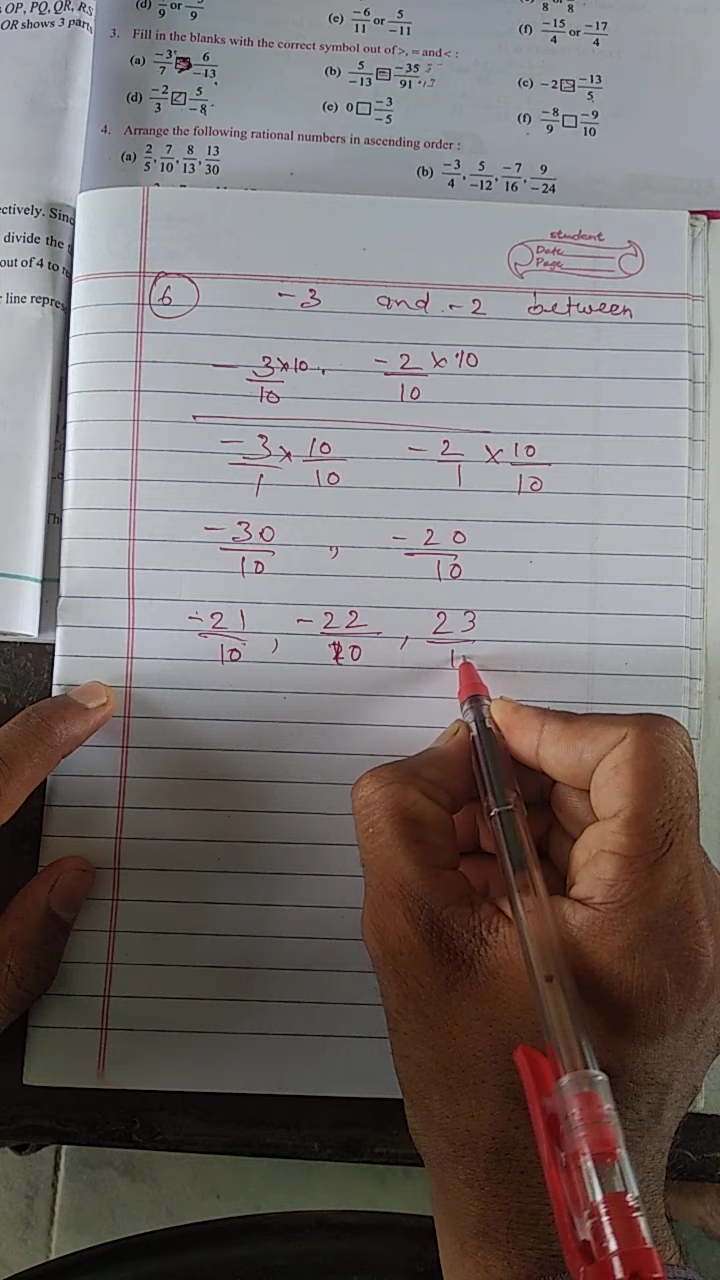 OP, PQ, QR, RS
OR shows 3 parts
(d) /9 or /9
(e) -6/11 or 5/-11
(f) -15/4 or -17/4
3. Fill in the blanks with the correct symbol out of >, = and < :
(a) -3/7 □ 6/-13 (b) 5/-13 = -35/91 (c) -2 > -13/5
(d) -2/3 □ 5/-8 (e) 0 □ -3/-5 (f) -8/9 □ -9/10
4. Arrange the following rational numbers in ascending order :
(a) 2/5, 7/10, 8/13, 13/30 (b) -3/4, 5/-12, -7/16, 9/-24
ectively. Sinc
divide the
out of 4 to re
line repres
student
Date
Page
6 -3 and -2 between
-3×10/10, -2×10/10
-3/1 × 10/10 -2/1 × 10/10
-30/10, -20/10
-21/10, -22/10, 23/1